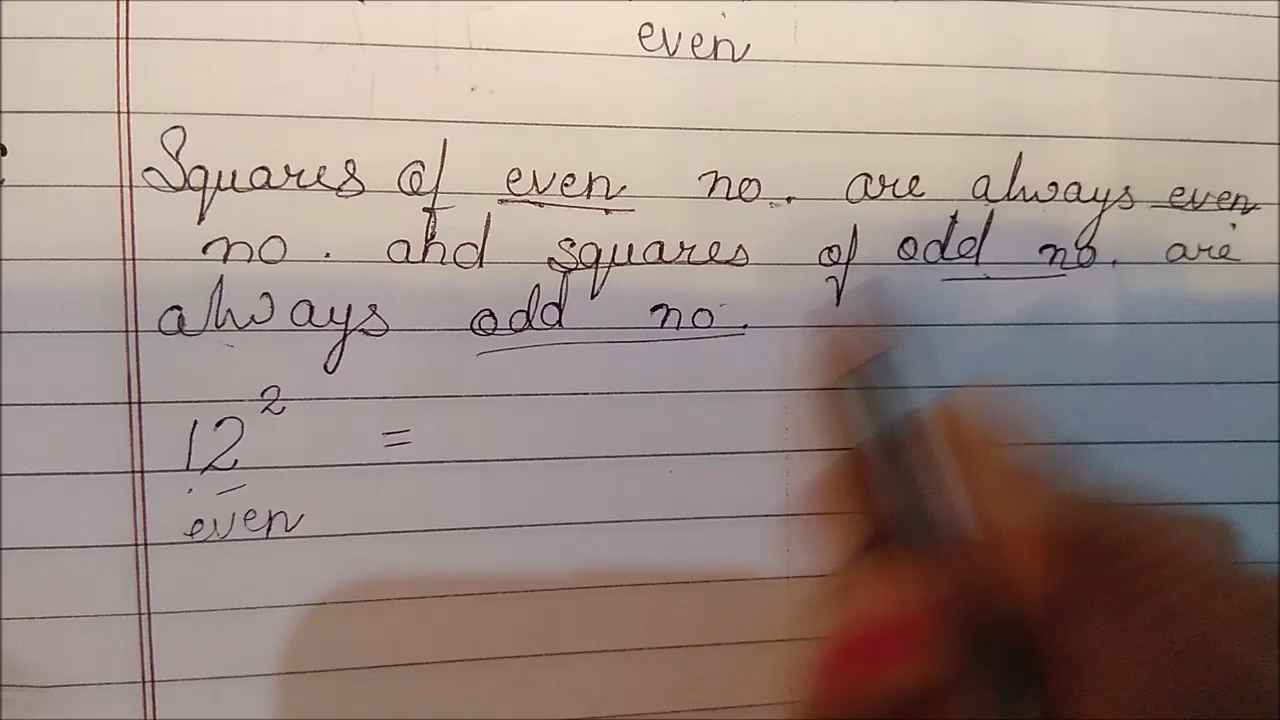 even
Squares of even no. are always even
no. and squares of odd no. are
always odd no.
12² =
even